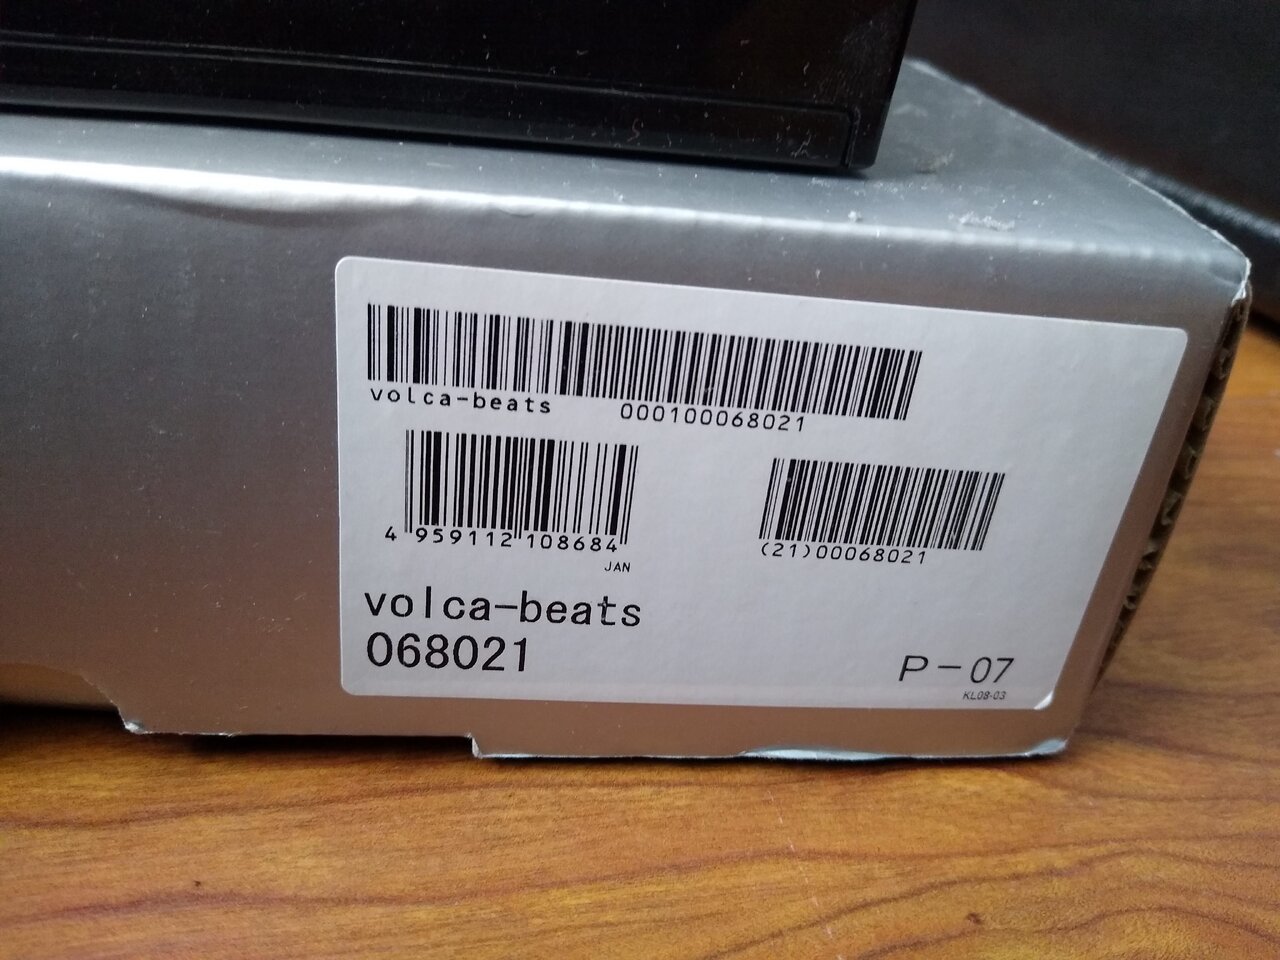 volca-beats 000100068021
4 959112 108684
JAN
(21)00068021
volca-beats
068021
P-07
KL08-03